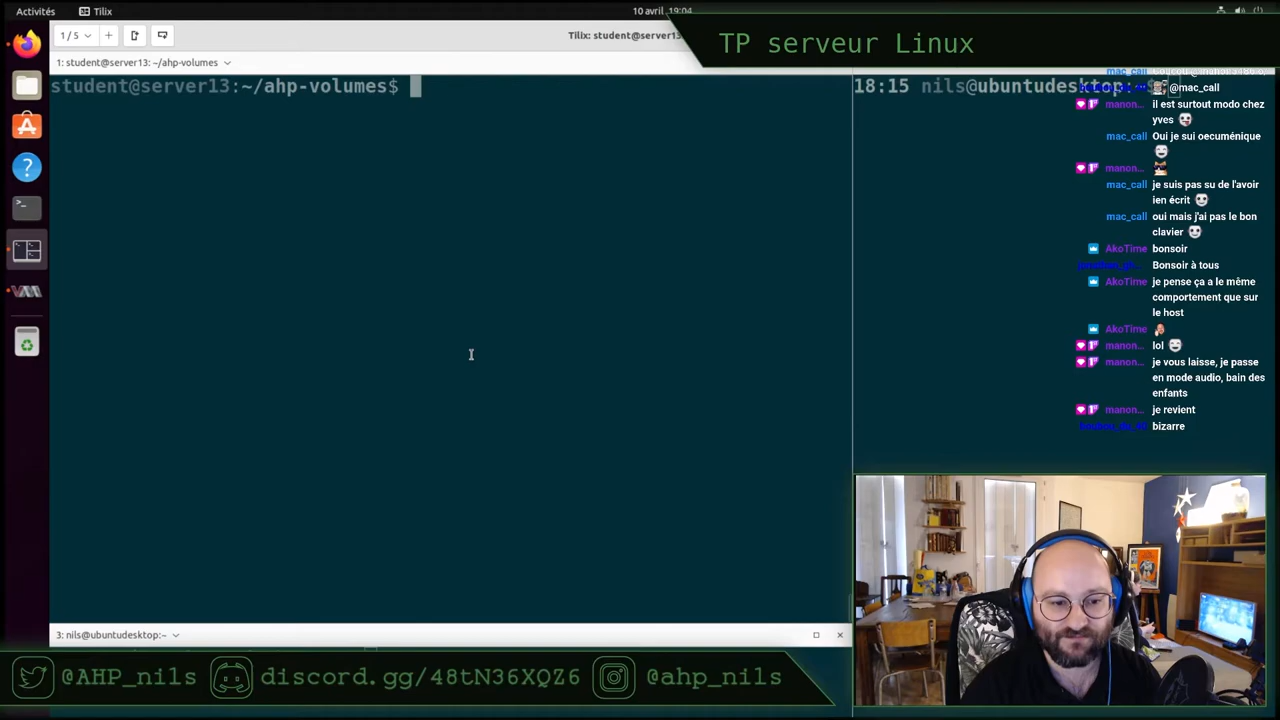 Activités
Tilix
10 avril 19:04
1 / 5
Tilix: student@server13:
TP serveur Linux
1: student@server13: ~/ahp-volumes
student@server13:~/ahp-volumes$
18:15 nils@ubuntudesktop:~$
mac_call
@mac_call
manon... il est surtout modo chez
yves
mac_call Oui je sui oecuménique
manon...
mac_call je suis pas su de l'avoir
ien écrit
mac_call oui mais j'ai pas le bon
clavier
AkoTime bonsoir
Bonsoir à tous
AkoTime je pense ça a le même
comportement que sur
le host
AkoTime
manon... lol
manon... je vous laisse, je passe
en mode audio, bain des
enfants
manon... je revient
bizarre
3: nils@ubuntudesktop:~
@AHP_nils
discord.gg/48tN36XQZ6
@ahp_nils